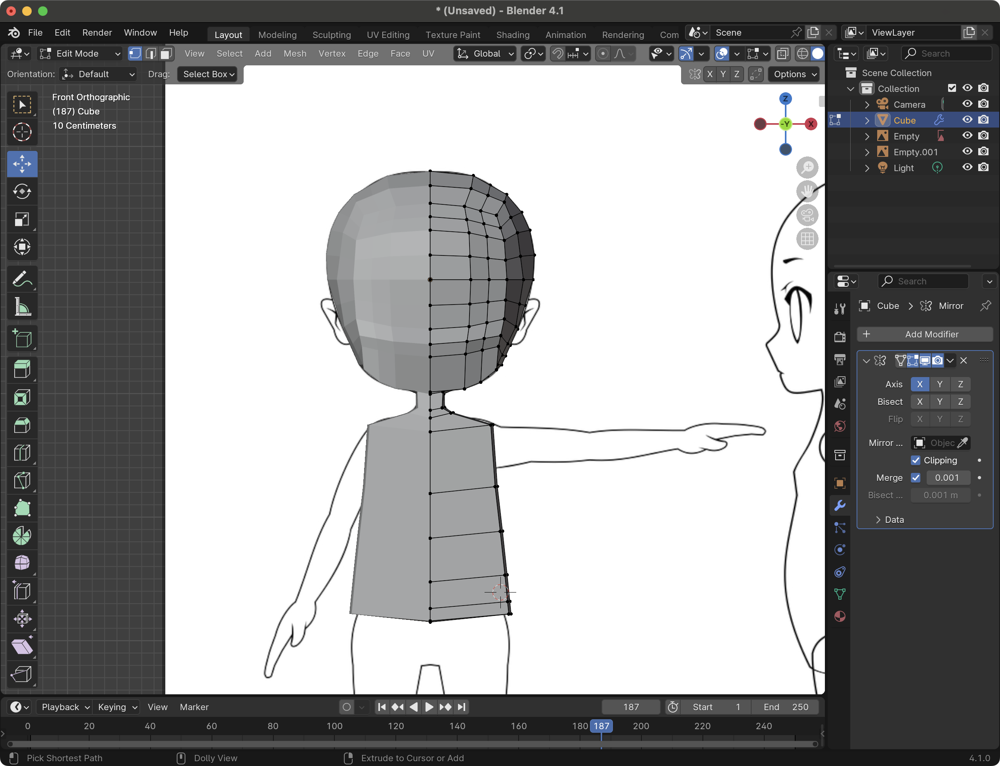 * (Unsaved) - Blender 4.1
File Edit Render Window Help Layout Modeling Sculpting UV Editing Texture Paint Shading Animation Rendering Com Scene ViewLayer
Edit Mode View Select Add Mesh Vertex Edge Face UV Global Search
Orientation: Default Drag: Select Box X Y Z Options
Scene Collection
Collection
Camera
Cube
Empty
Empty.001
Light
Front Orthographic
(187) Cube
10 Centimeters
Z
-Y X
Search
Cube Mirror
Add Modifier
Axis X Y Z
Bisect X Y Z
Flip X Y Z
Mirror ... Objec
Clipping
Merge 0.001
Bisect ... 0.001 m
Data
Playback Keying View Marker 187 Start 1 End 250
0 20 40 60 80 100 120 140 160 180 187 200 220 240
Pick Shortest Path Dolly View Extrude to Cursor or Add 4.1.0